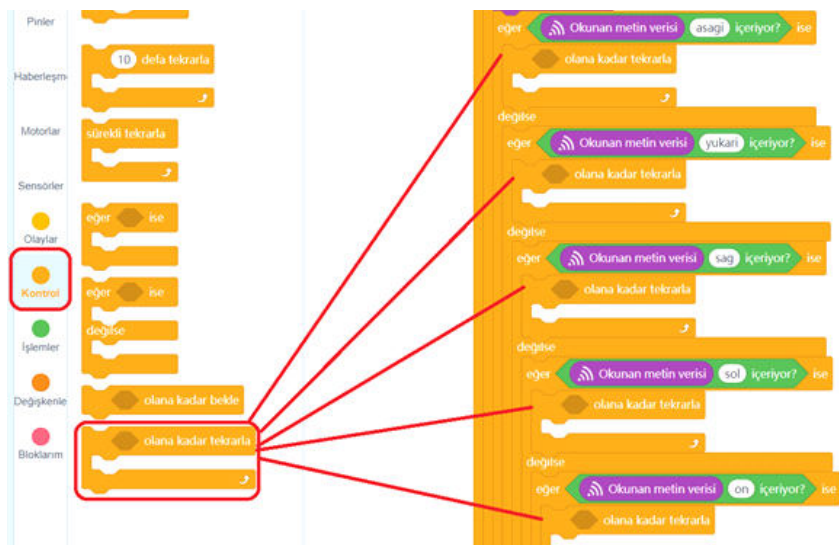 Pinler
Haberleşm
Motorlar
Sensörler
Olaylar
Kontrol
İşlemler
Değişkenle
Bloklarım
10 defa tekrarla
sürekli tekrarla
eğer ise
eğer ise
değilse
olana kadar bekle
olana kadar tekrarla
eğer Okunan metin verisi asagi içeriyor? ise
olana kadar tekrarla
değilse
eğer Okunan metin verisi yukari içeriyor? ise
olana kadar tekrarla
değilse
eğer Okunan metin verisi sag içeriyor? ise
olana kadar tekrarla
değilse
eğer Okunan metin verisi sol içeriyor? ise
olana kadar tekrarla
değilse
eğer Okunan metin verisi on içeriyor? ise
olana kadar tekrarla